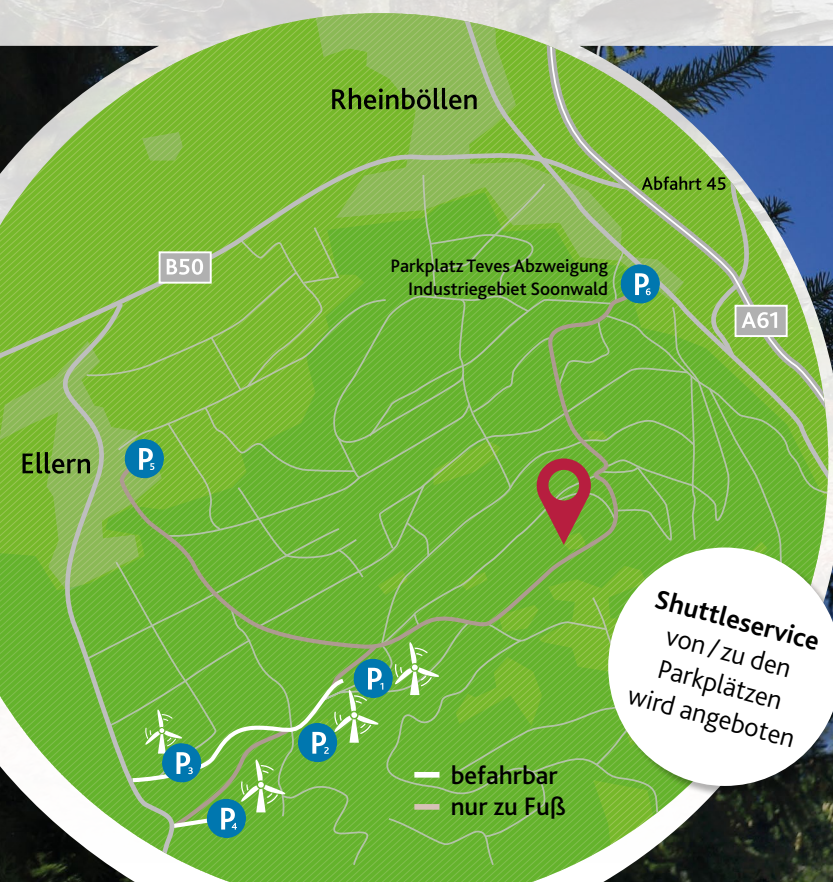 Rheinböllen
Abfahrt 45
B50
Parkplatz Teves Abzweigung
Industriegebiet Soonwald
P6
A61
Ellern
P5
Shuttleservice
von / zu den
Parkplätzen
wird angeboten
P1
P2
P3
P4
befahrbar
nur zu Fuß